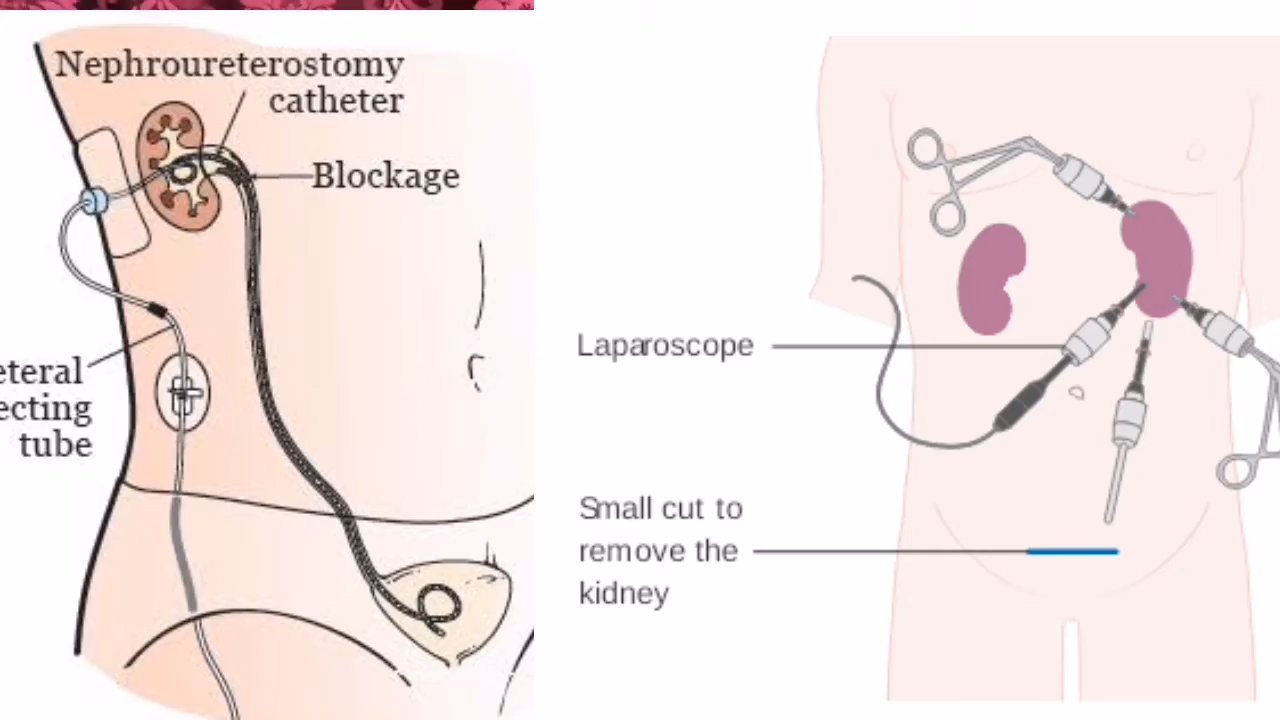 Nephroureterostomy
catheter
Blockage
eteral
ecting
tube
Laparoscope
Small cut to
remove the
kidney